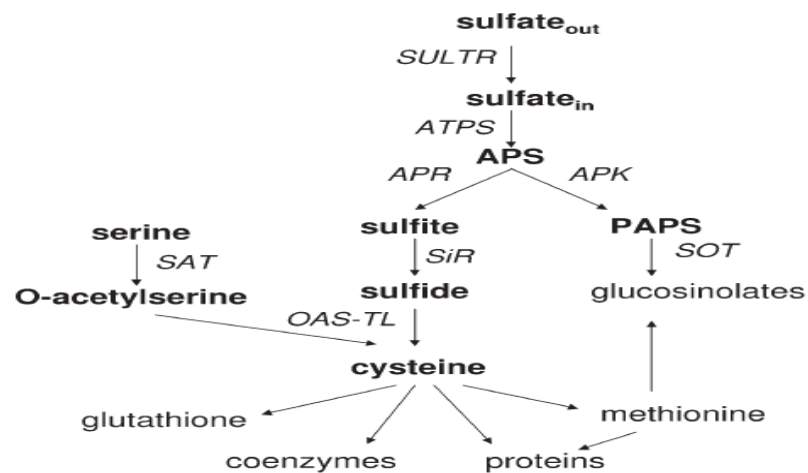 sulfate_out
SULTR
sulfate_in
ATPS
APS
APR APK
serine sulfite PAPS
SAT SiR SOT
O-acetylserine sulfide glucosinolates
OAS-TL
cysteine
glutathione methionine
coenzymes proteins